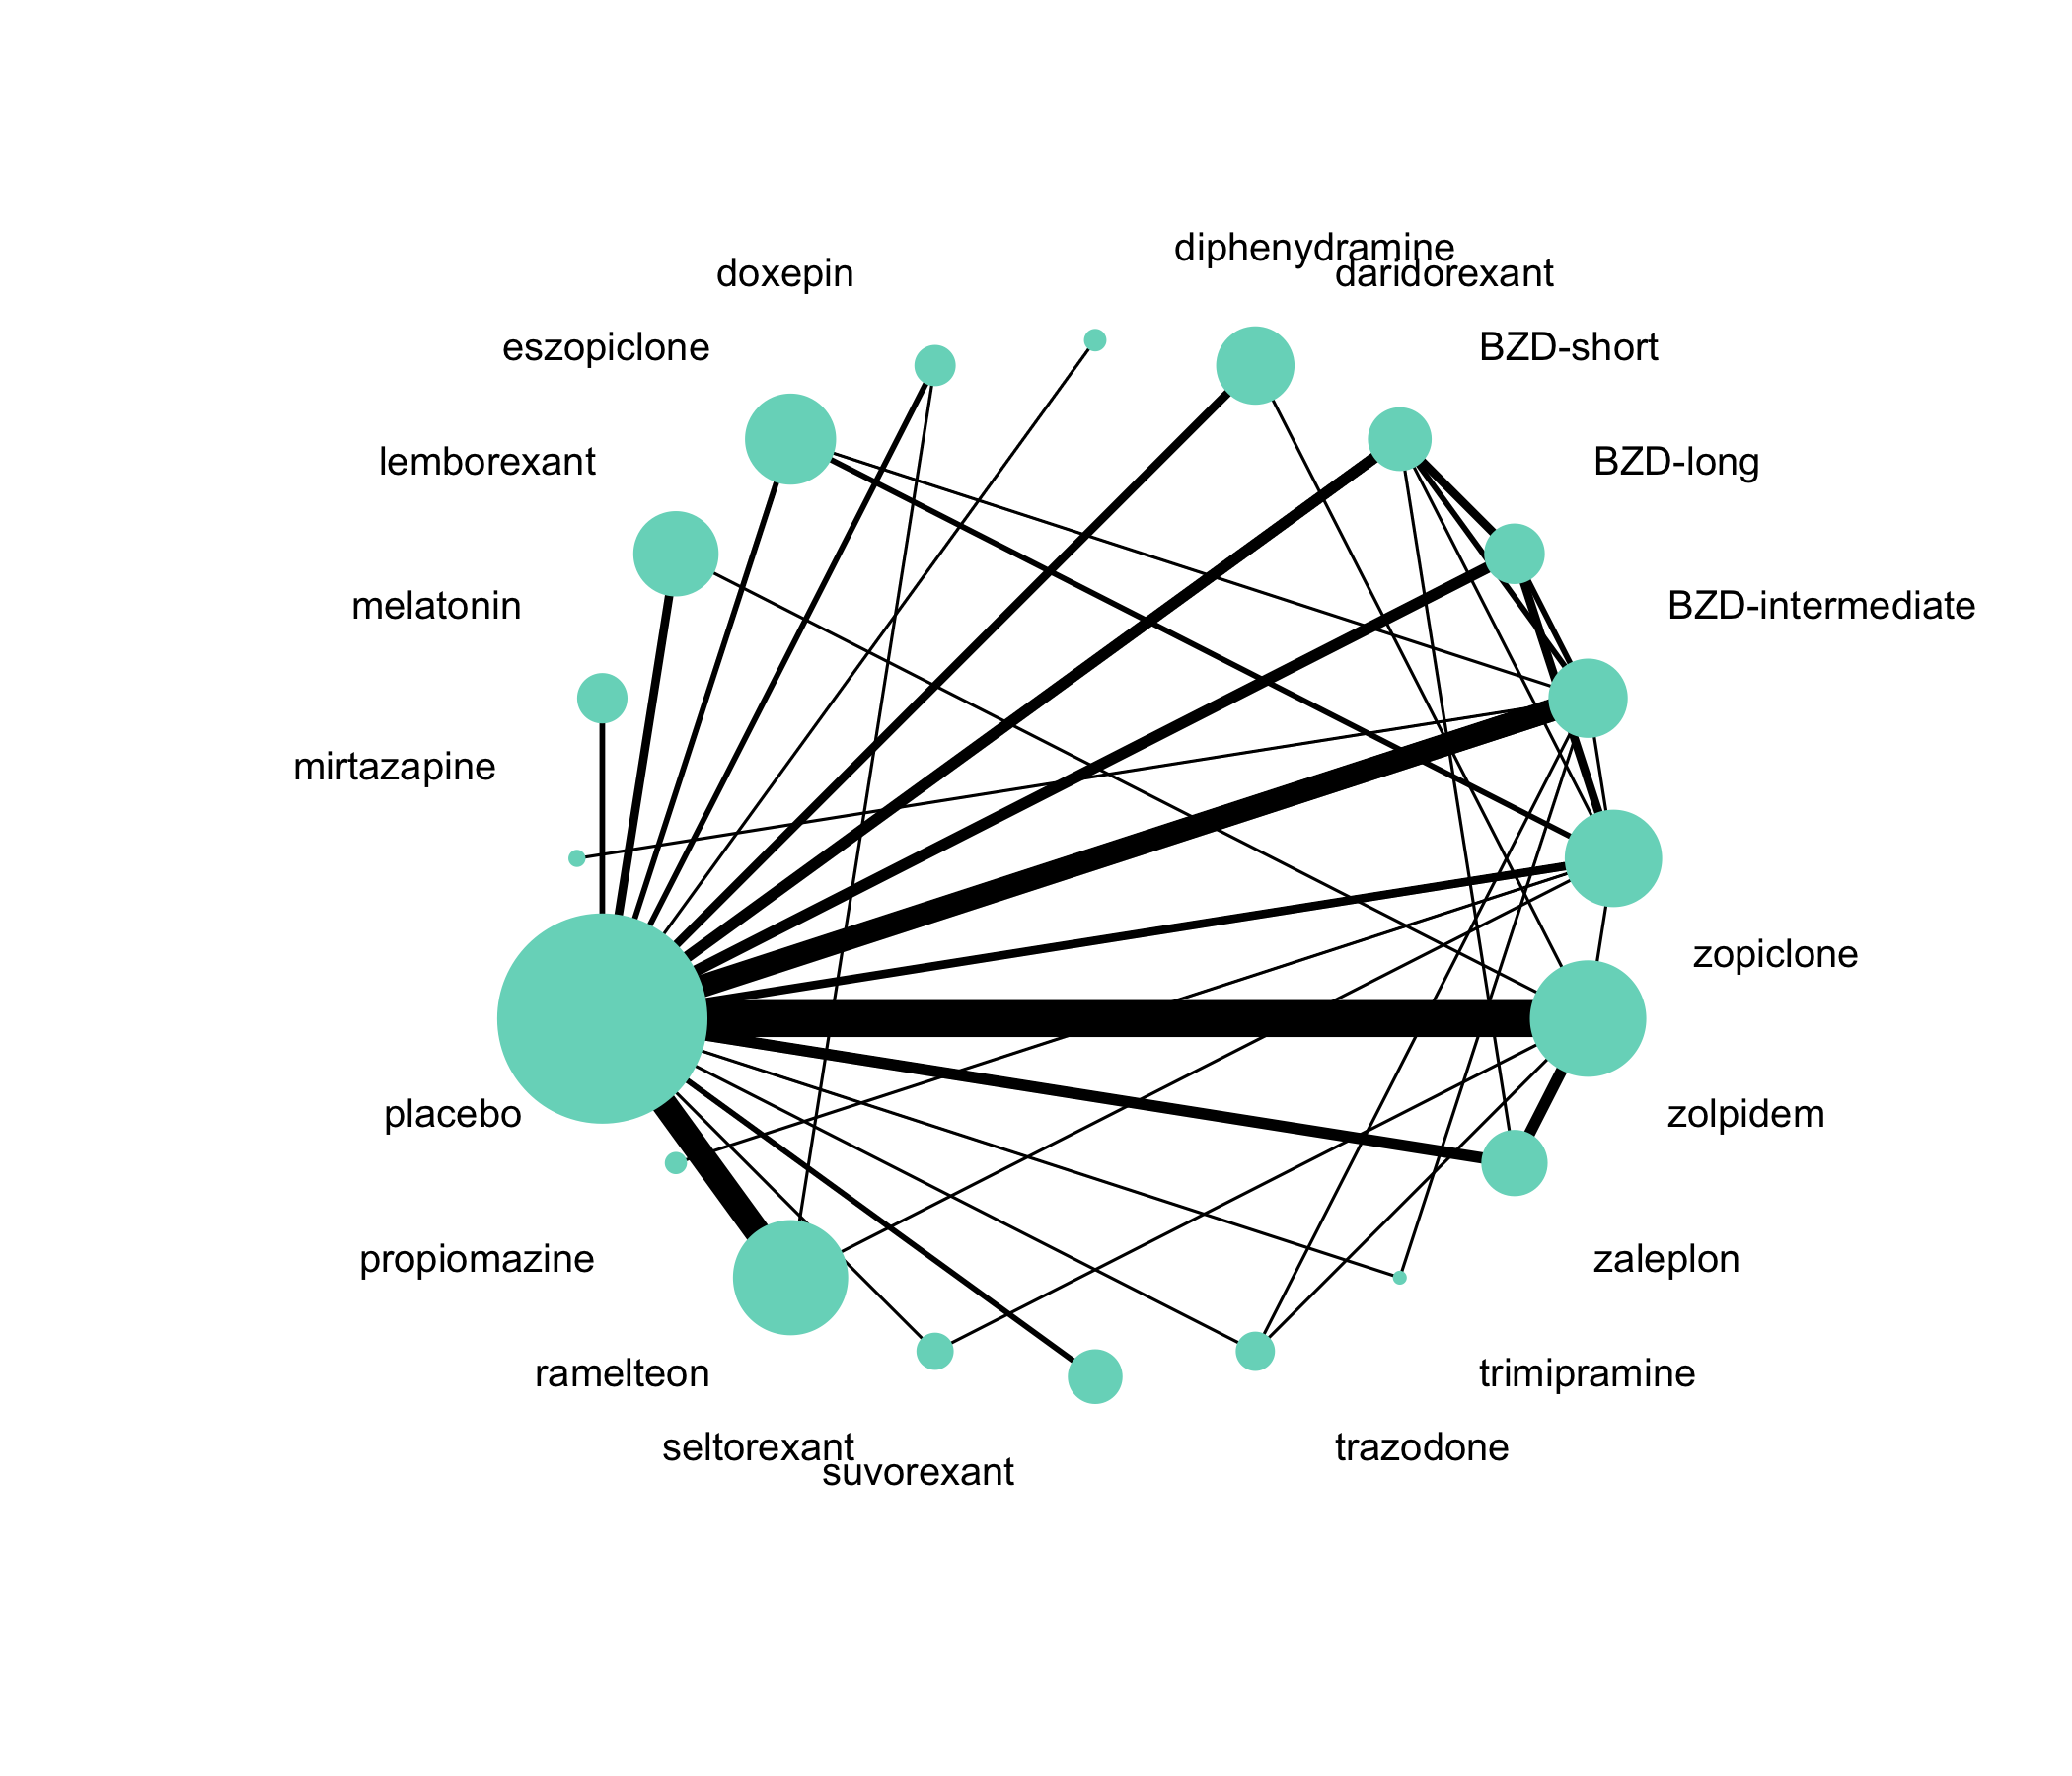 diphenydramine
doxepin
daridorexant
eszopiclone
BZD-short
lemborexant
BZD-long
melatonin
BZD-intermediate
mirtazapine
zopiclone
placebo
zolpidem
propiomazine
zaleplon
ramelteon
trimipramine
seltorexant
trazodone
suvorexant